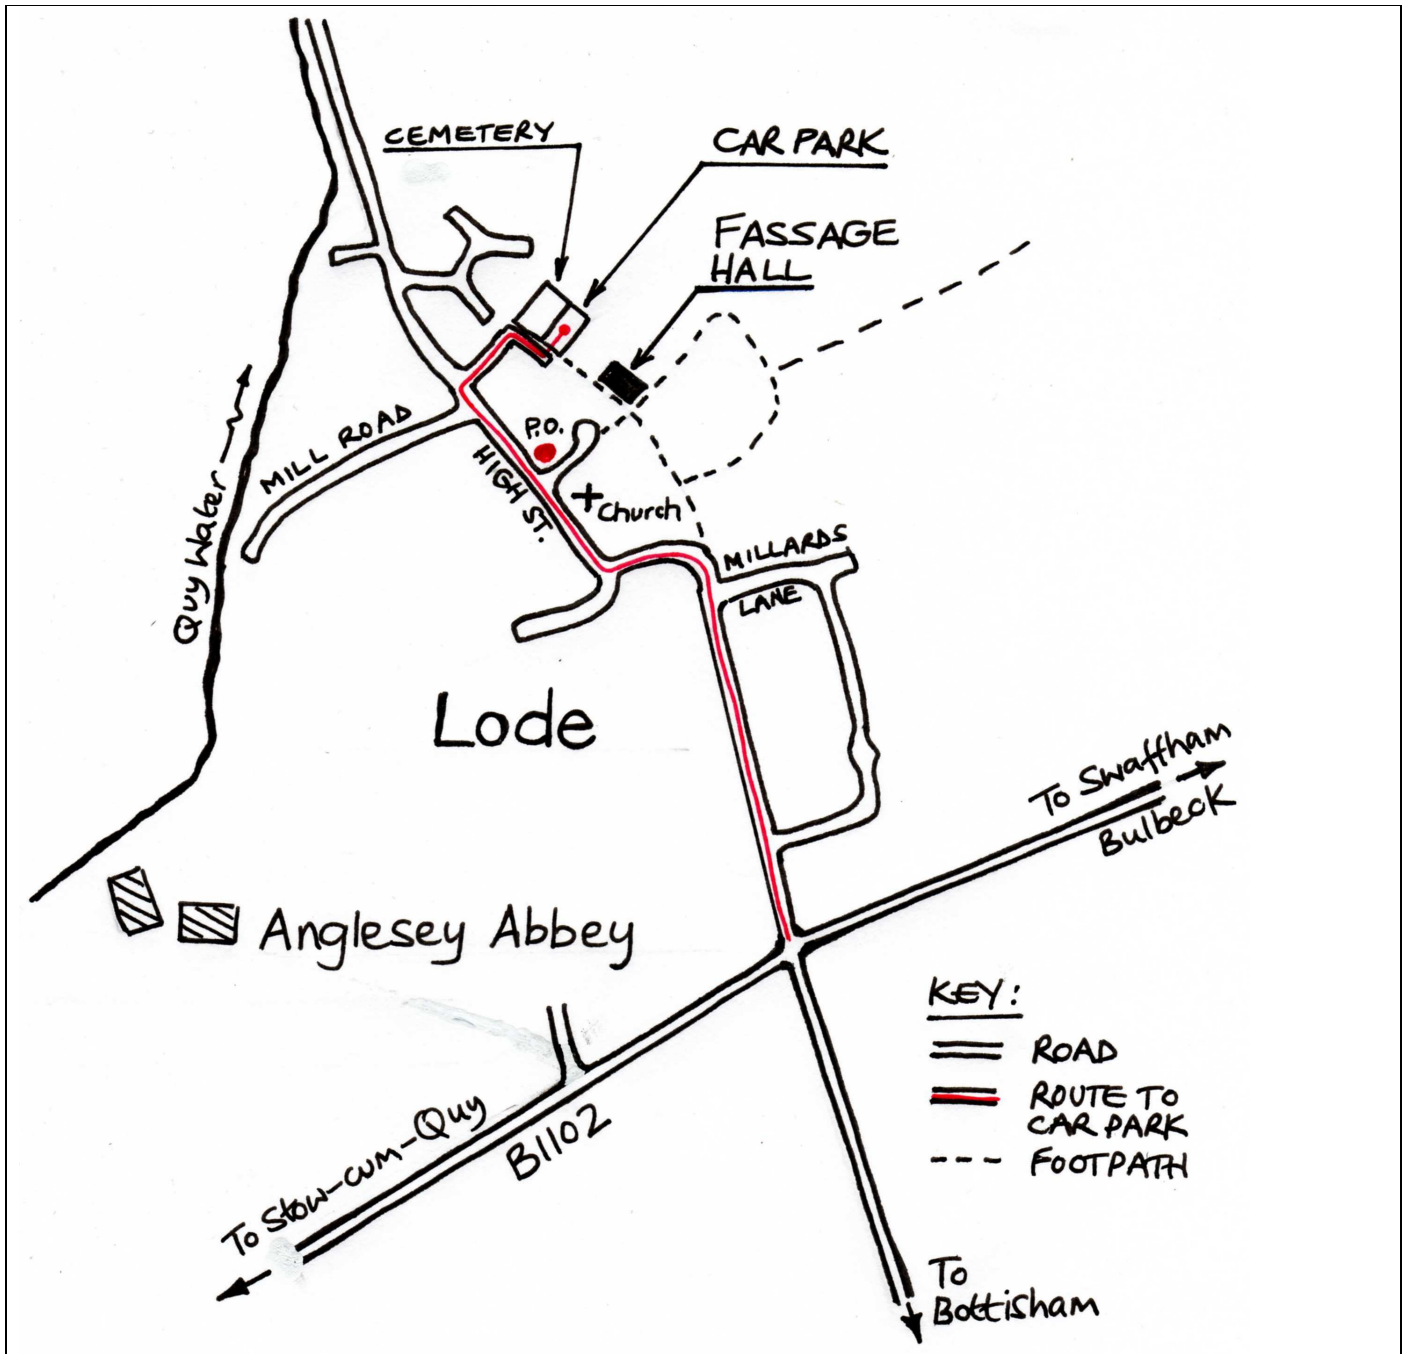 CEMETERY
CAR PARK
FASSAGE
HALL
MILL ROAD
P.O.
HIGH ST.
Church
Quy Water
MILLARDS
LANE
Lode
To Swaffham
Bulbeck
Anglesey Abbey
KEY:
ROAD
ROUTE TO
CAR PARK
FOOTPATH
To Stow-cum-Quy
B1102
To
Bottisham